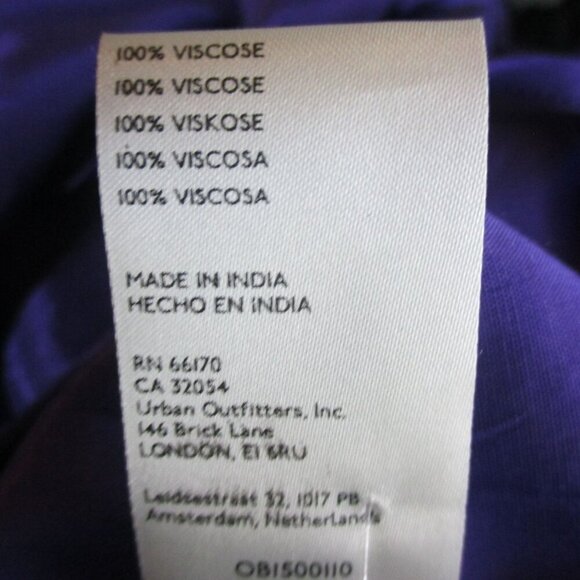 100% VISCOSE
100% VISCOSE
100% VISKOSE
100% VISCOSA
100% VISCOSA
MADE IN INDIA
HECHO EN INDIA
RN 66170
CA 32054
Urban Outfitters, Inc.
146 Brick Lane
LONDON, E1 6RU
Leidsestraat 32, 1017 PB
Amsterdam, Netherlands
OB1500110